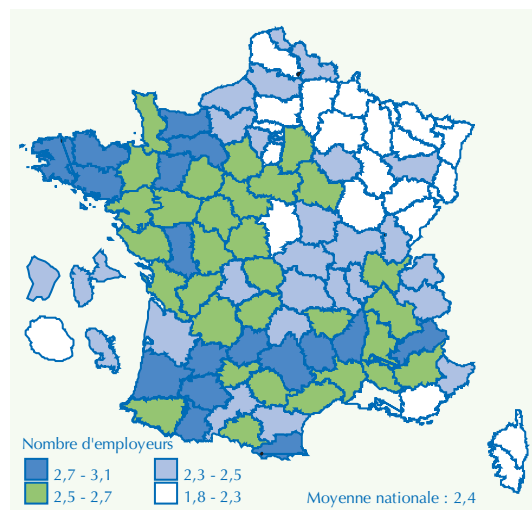 Nombre d'employeurs
2,7 - 3,1
2,3 - 2,5
2,5 - 2,7
1,8 - 2,3
Moyenne nationale : 2,4